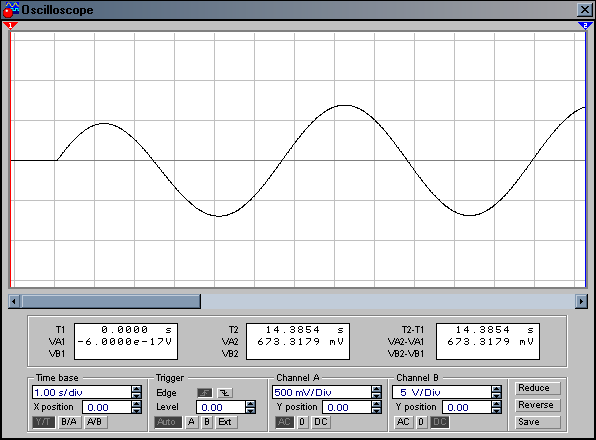 Oscilloscope
1 2
T1 0.0000 s T2 14.3854 s T2-T1 14.3854 s
VA1 -6.0000e-17V VA2 673.3179 mV VA2-VA1 673.3179 mV
VB1 VB2 VB2-VB1
Time base Trigger Channel A Channel B
1.00 s/div Edge 500 mV/Div 5 V/Div Reduce
X position 0.00 Level 0.00 Y position 0.00 Y position 0.00 Reverse
Y/T B/A A/B Auto A B Ext AC 0 DC AC 0 DC Save